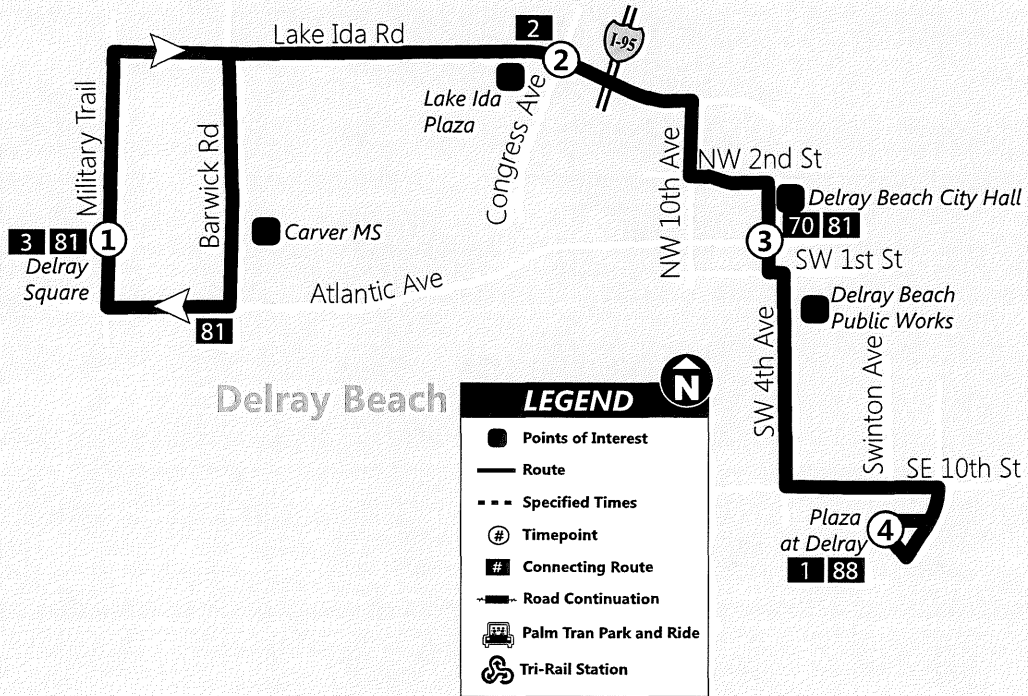 Lake Ida Rd
2
2
I-95
Military Trail
Barwick Rd
Lake Ida
Plaza
Congress Ave
NW 10th Ave
NW 2nd St
Delray Beach City Hall
70 81
3
SW 1st St
3 81
1
Delray
Square
Carver MS
Atlantic Ave
81
Delray Beach
Public Works
SW 4th Ave
Swinton Ave
SE 10th St
Plaza
at Delray
4
1 88
Delray Beach
N
LEGEND
Points of Interest
Route
Specified Times
# Timepoint
# Connecting Route
Road Continuation
Palm Tran Park and Ride
Tri-Rail Station